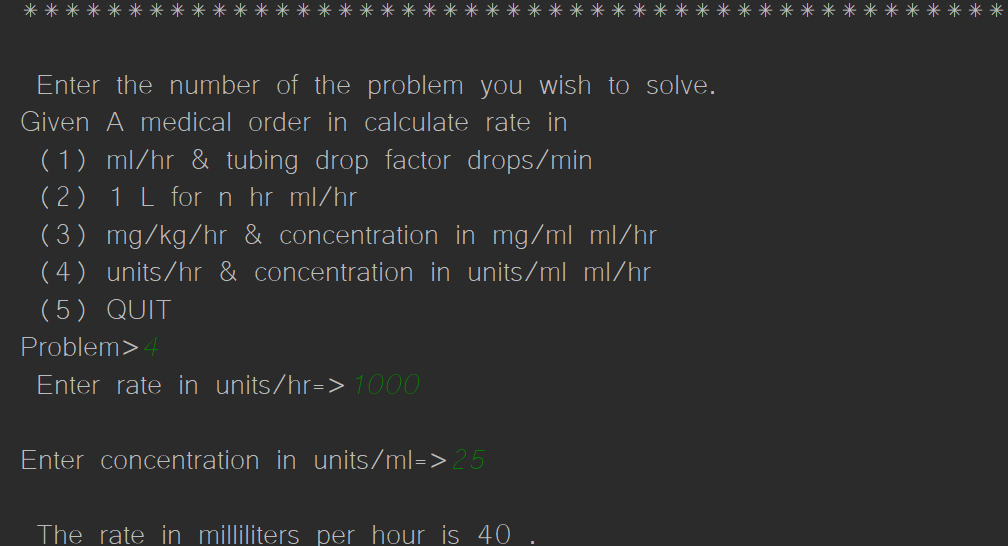 ************************************************
Enter the number of the problem you wish to solve.
Given A medical order in calculate rate in
(1) ml/hr & tubing drop factor drops/min
(2) 1 L for n hr ml/hr
(3) mg/kg/hr & concentration in mg/ml ml/hr
(4) units/hr & concentration in units/ml ml/hr
(5) QUIT
Problem>4
Enter rate in units/hr=>1000
Enter concentration in units/ml=>25
The rate in milliliters per hour is 40 .